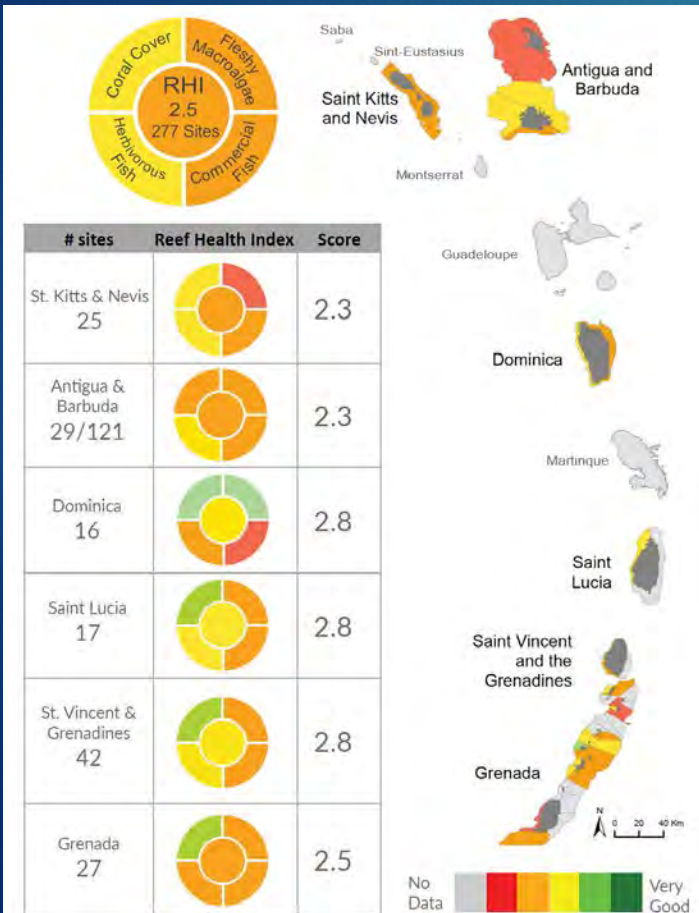 Coral Cover
Fleshy
Macroalgae
RHI
2.5
277 Sites
Herbivorous
Fish
Commercial
Fish
Saba
Sint-Eustasius
Saint Kitts
and Nevis
Antigua and
Barbuda
Montserrat
Guadeloupe
Dominica
Martinque
Saint
Lucia
Saint Vincent
and the
Grenadines
Grenada
N
0 20 40 Km
# sites Reef Health Index Score
St. Kitts & Nevis
25
2.3
Antigua &
Barbuda
29/121
2.3
Dominica
16
2.8
Saint Lucia
17
2.8
St. Vincent &
Grenadines
42
2.8
Grenada
27
2.5
No
Data
Very
Good